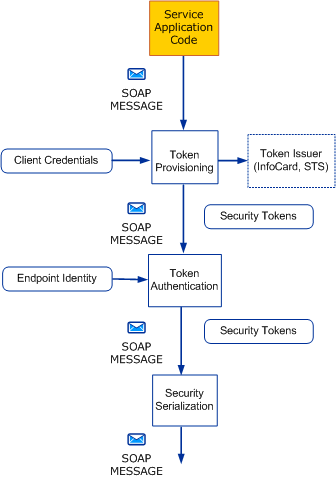 Service
Application
Code
SOAP
MESSAGE
Client Credentials
Token
Provisioning
Token Issuer
(InfoCard, STS)
SOAP
MESSAGE
Security Tokens
Endpoint Identity
Token
Authentication
SOAP
MESSAGE
Security Tokens
Security
Serialization
SOAP
MESSAGE